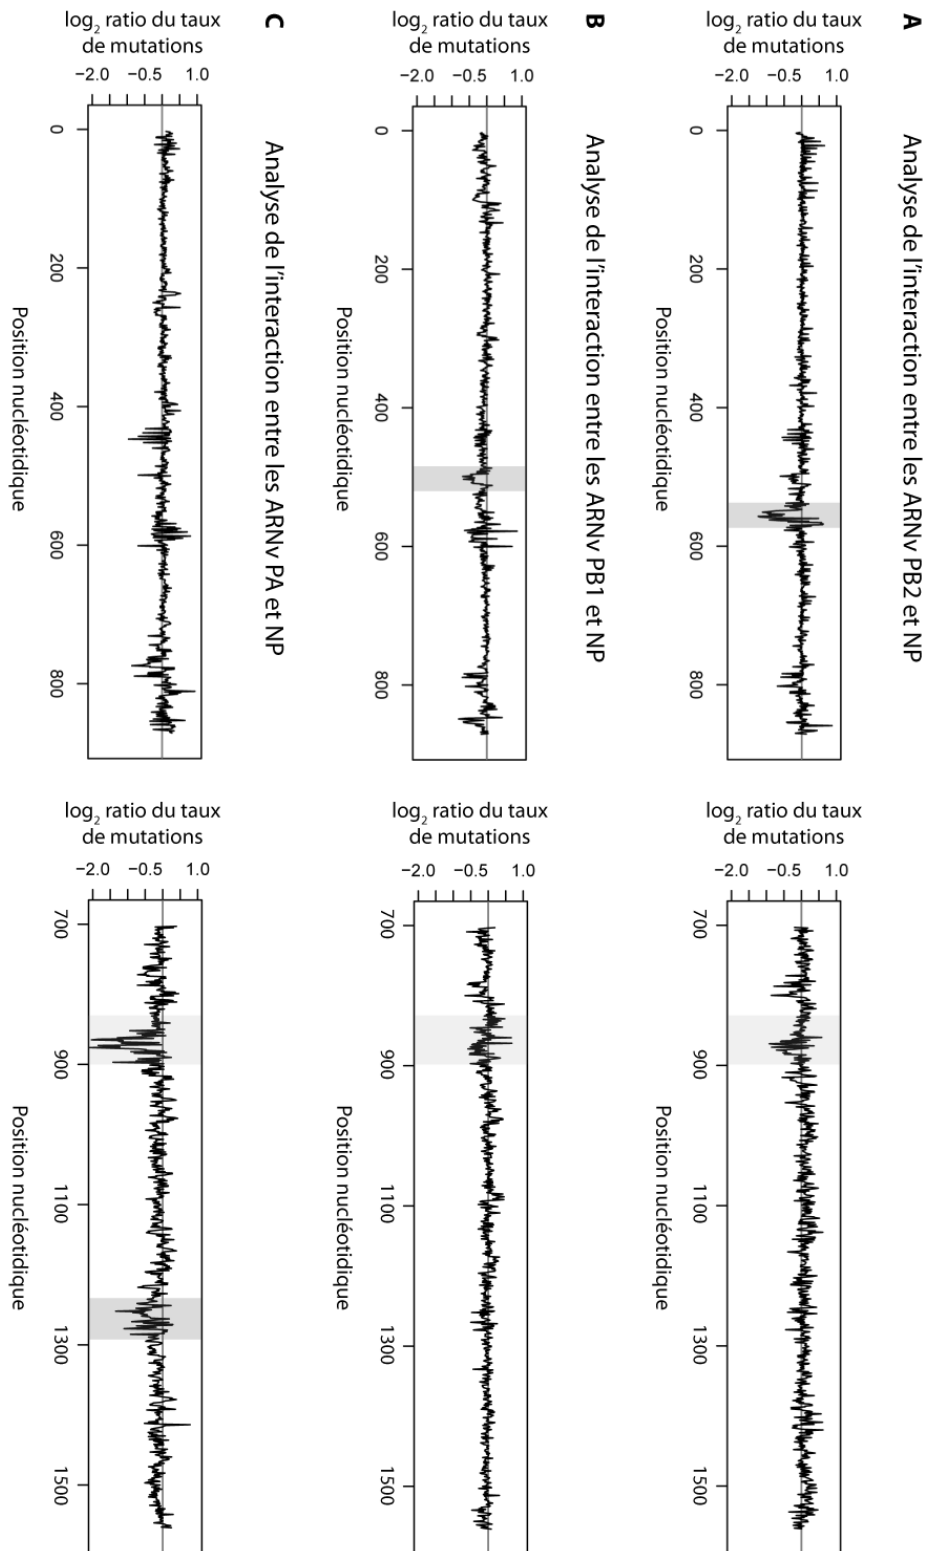 A
Analyse de l'interaction entre les ARNv PB2 et NP
log₂ ratio du taux
de mutations
−2.0 −0.5 1.0
0 200 400 600 800
Position nucléotidique
log₂ ratio du taux
de mutations
−2.0 −0.5 1.0
700 900 1100 1300 1500
Position nucléotidique
B
Analyse de l'interaction entre les ARNv PB1 et NP
log₂ ratio du taux
de mutations
−2.0 −0.5 1.0
0 200 400 600 800
Position nucléotidique
log₂ ratio du taux
de mutations
−2.0 −0.5 1.0
700 900 1100 1300 1500
Position nucléotidique
C
Analyse de l'interaction entre les ARNv PA et NP
log₂ ratio du taux
de mutations
−2.0 −0.5 1.0
0 200 400 600 800
Position nucléotidique
log₂ ratio du taux
de mutations
−2.0 −0.5 1.0
700 900 1100 1300 1500
Position nucléotidique